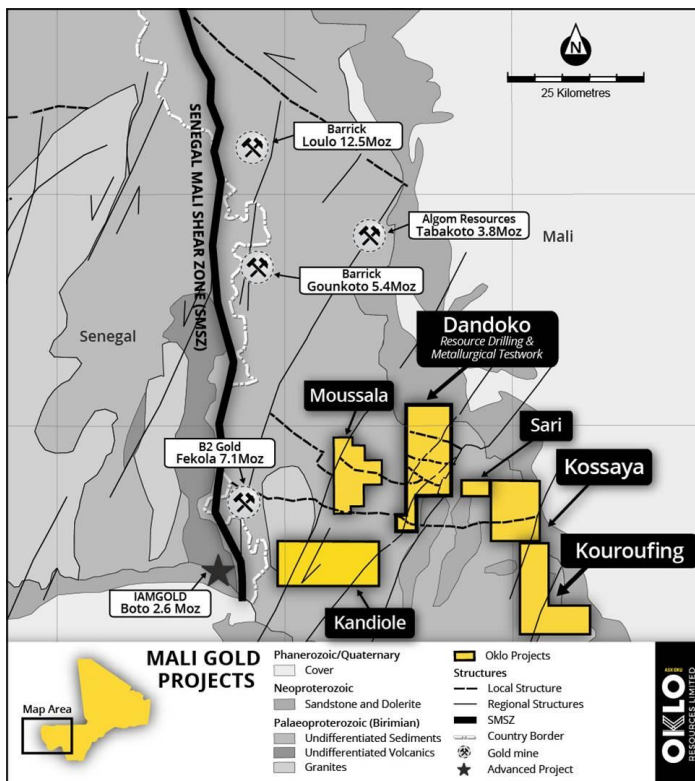 N
25 Kilometres
SENEGAL MALI SHEAR ZONE (SMSZ)
Barrick
Loulo 12.5Moz
Algom Resources
Tabakoto 3.8Moz
Mali
Barrick
Gounkoto 5.4Moz
Senegal
Dandoko
Resource Drilling &
Metallurgical Testwork
Moussala
Sari
B2 Gold
Fekola 7.1Moz
Kossaya
Kouroufing
IAMGOLD
Boto 2.6 Moz
Kandiole
MALI GOLD
PROJECTS
Map Area
Phanerozoic/Quaternary
Cover
Neoproterozoic
Sandstone and Dolerite
Palaeoproterozoic (Birimian)
Undifferentiated Sediments
Undifferentiated Volcanics
Granites
Oklo Projects
Structures
Local Structure
Regional Structures
SMSZ
Country Border
Gold mine
Advanced Project
ASX:OKU
OKLO
RESOURCES LIMITED